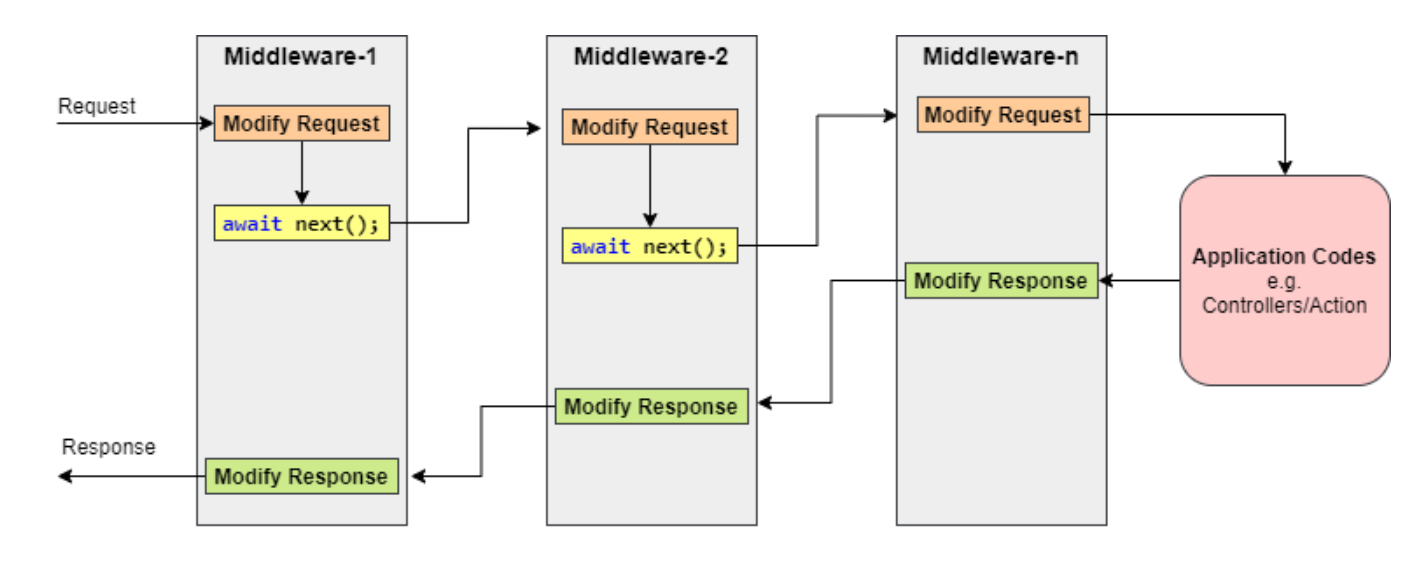 Middleware-1
Middleware-2
Middleware-n
Request
Modify Request
Modify Request
Modify Request
await next();
await next();
Application Codes
e.g.
Controllers/Action
Modify Response
Modify Response
Response
Modify Response